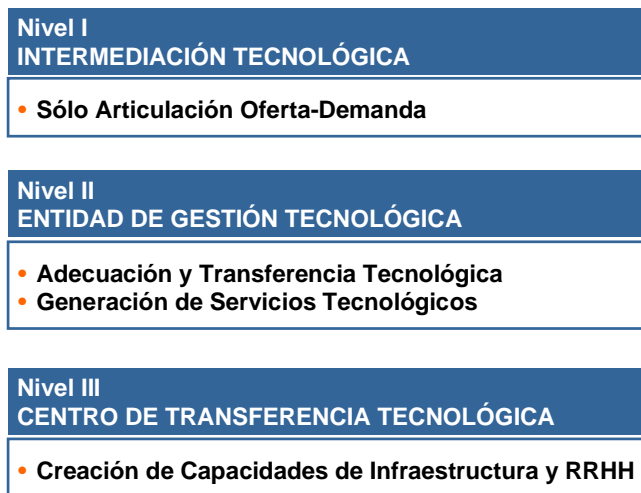 Nivel I
INTERMEDIACIÓN TECNOLÓGICA
• Sólo Articulación Oferta-Demanda
Nivel II
ENTIDAD DE GESTIÓN TECNOLÓGICA
• Adecuación y Transferencia Tecnológica
• Generación de Servicios Tecnológicos
Nivel III
CENTRO DE TRANSFERENCIA TECNOLÓGICA
• Creación de Capacidades de Infraestructura y RRHH